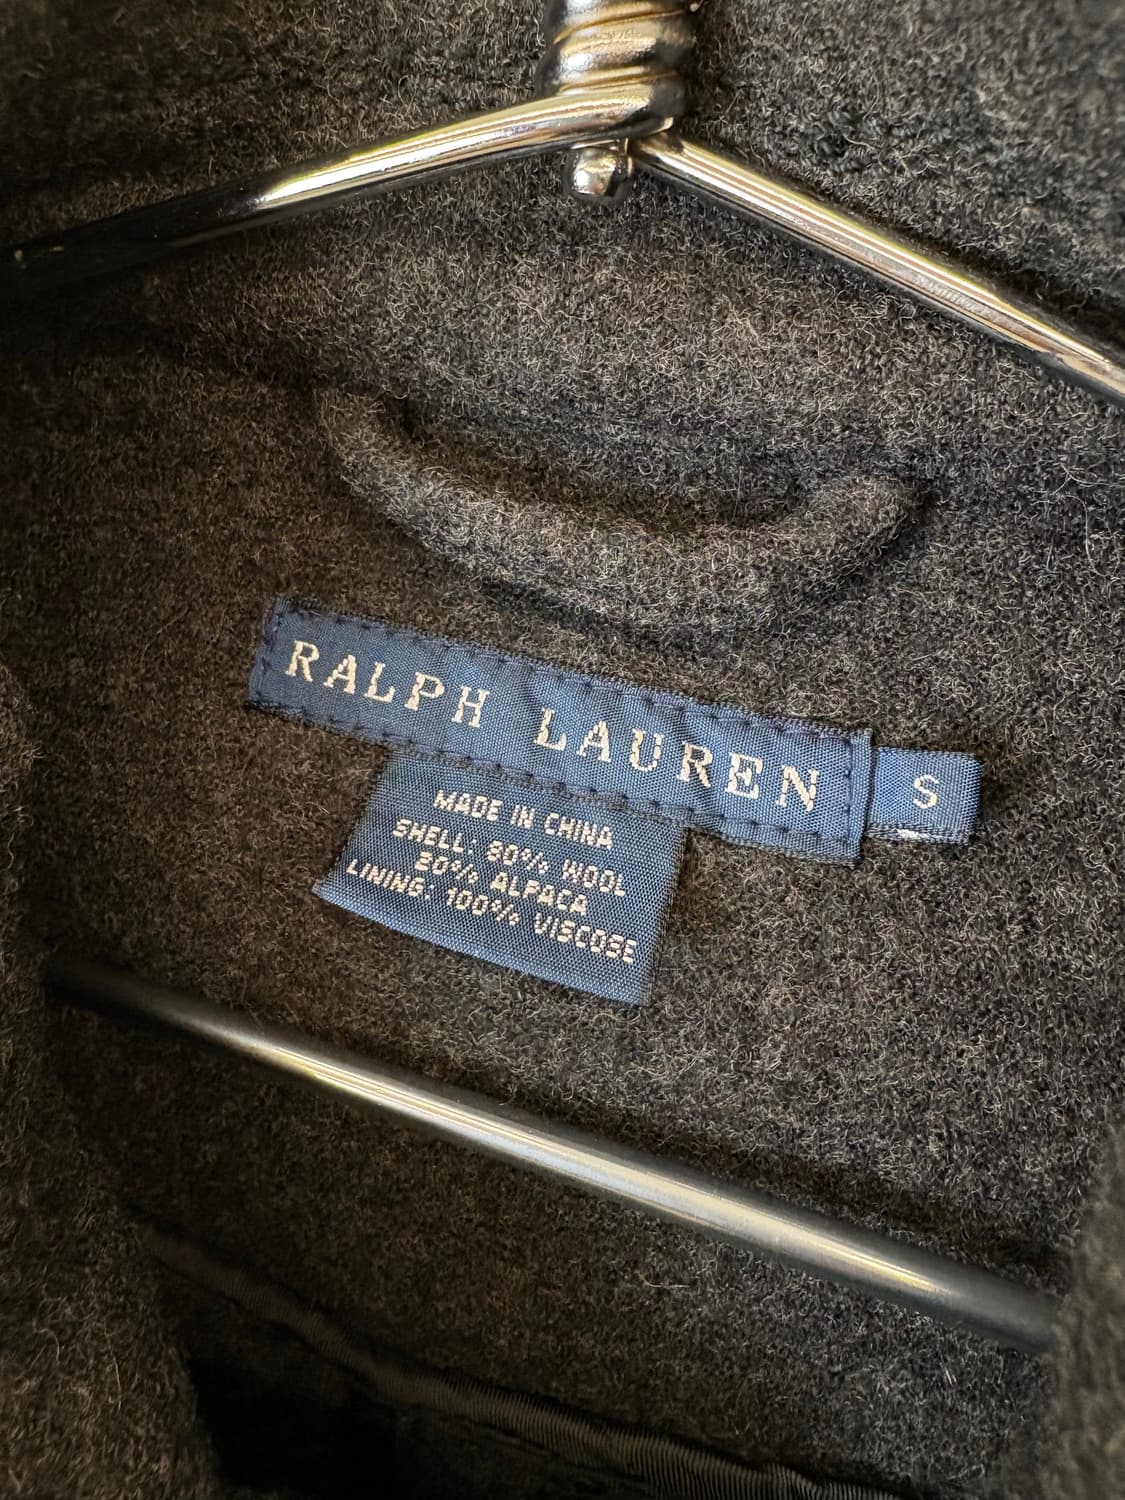 RALPH LAUREN
S
MADE IN CHINA
SHELL: 80% WOOL
20% ALPACA
LINING: 100% VISCOSE